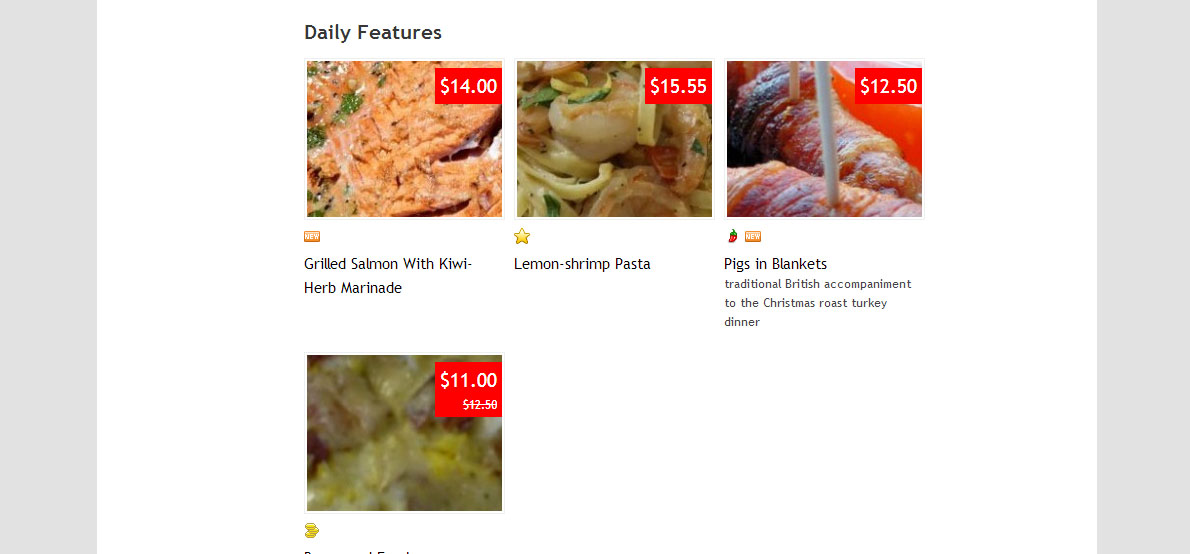 Daily Features
$14.00
$15.55
$12.50
NEW
NEW
Grilled Salmon With Kiwi-
Herb Marinade
Lemon-shrimp Pasta
Pigs in Blankets
traditional British accompaniment
to the Christmas roast turkey
dinner
$11.00
$12.50